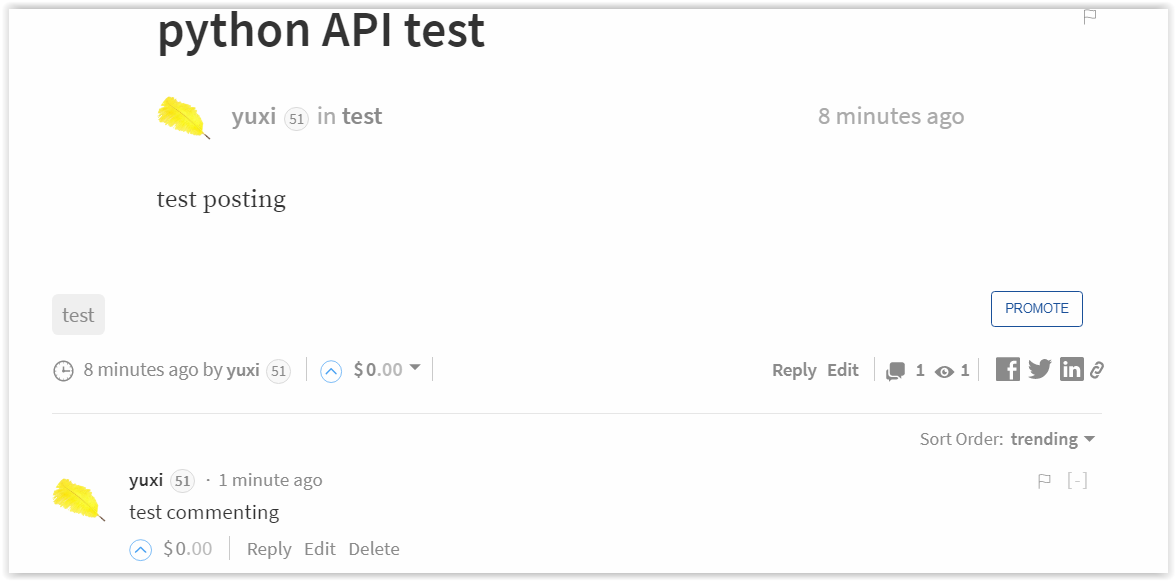 python API test
yuxi 51 in test 8 minutes ago
test posting
test
PROMOTE
8 minutes ago by yuxi 51 $0.00 Reply Edit 1 1
Sort Order: trending
yuxi 51 · 1 minute ago [-]
test commenting
$0.00 Reply Edit Delete